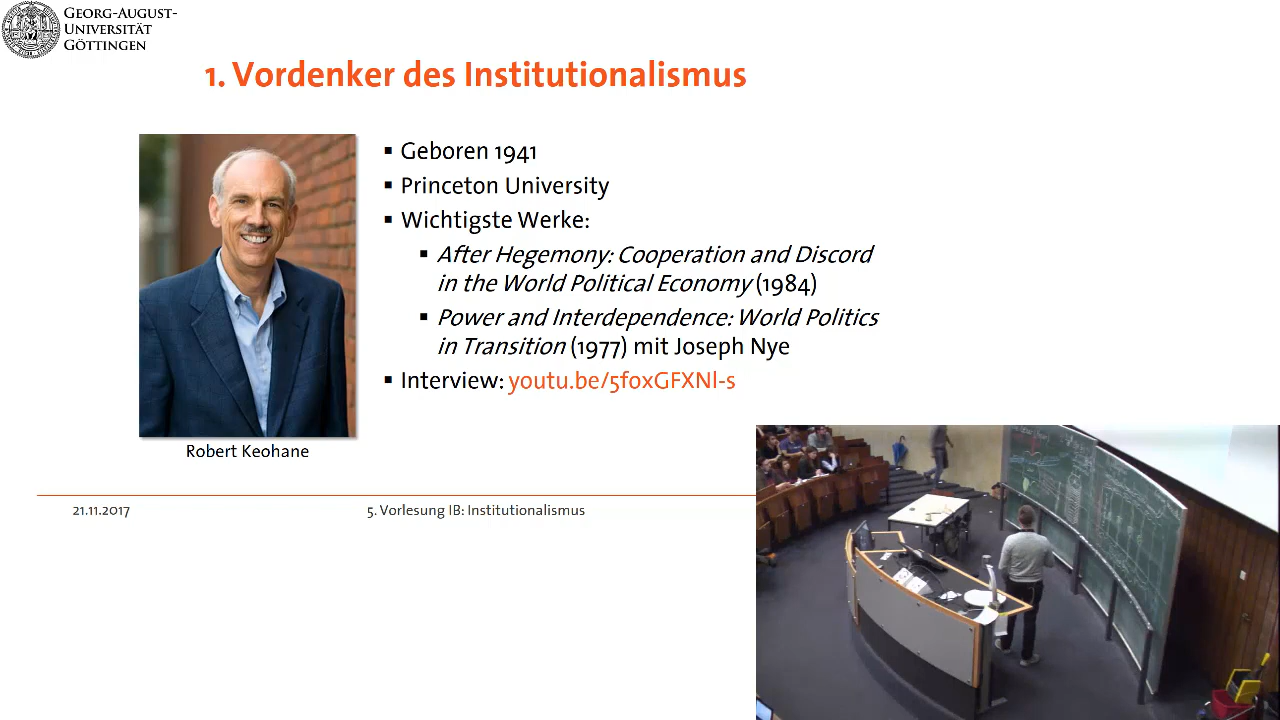 GEORG-AUGUST-
UNIVERSITÄT
GÖTTINGEN
1. Vordenker des Institutionalismus
▪ Geboren 1941
▪ Princeton University
▪ Wichtigste Werke:
▪ After Hegemony: Cooperation and Discord
in the World Political Economy (1984)
▪ Power and Interdependence: World Politics
in Transition (1977) mit Joseph Nye
▪ Interview: youtu.be/5foxGFXNl-s
Robert Keohane
21.11.2017
5. Vorlesung IB: Institutionalismus